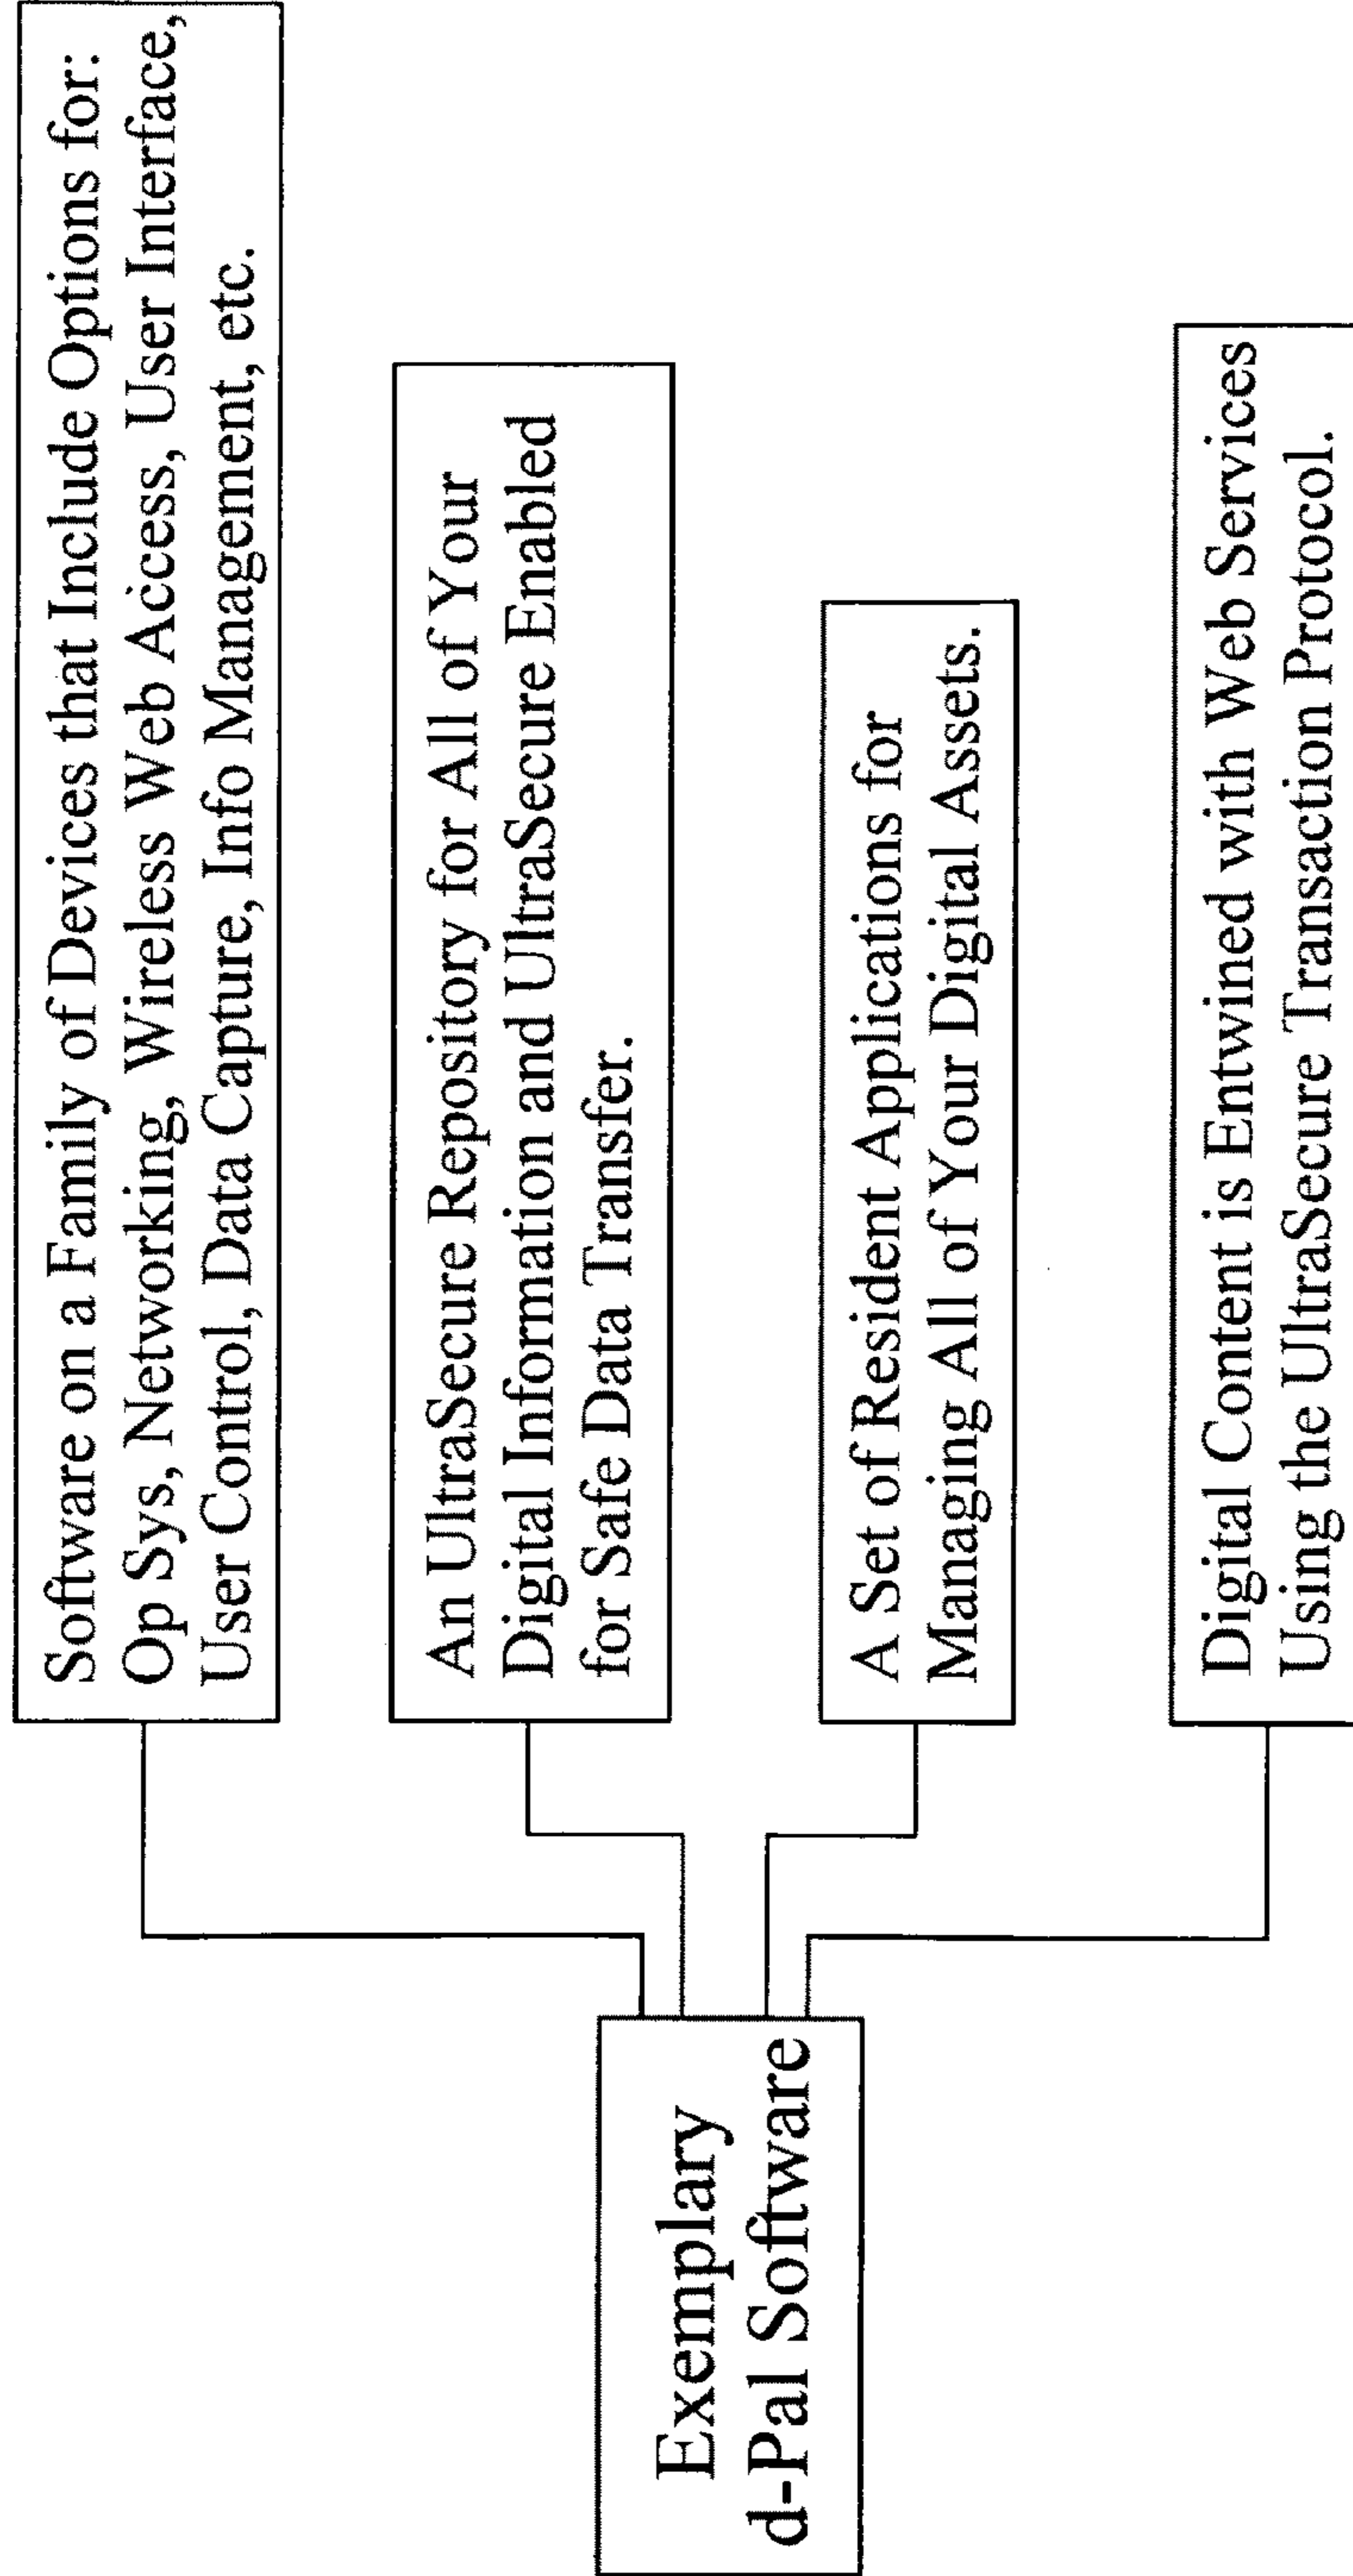 Exemplary
d-Pal Software
Software on a Family of Devices that Include Options for:
Op Sys, Networking, Wireless Web Access, User Interface,
User Control, Data Capture, Info Management, etc.
An UltraSecure Repository for All of Your
Digital Information and UltraSecure Enabled
for Safe Data Transfer.
A Set of Resident Applications for
Managing All of Your Digital Assets.
Digital Content is Entwined with Web Services
Using the UltraSecure Transaction Protocol.